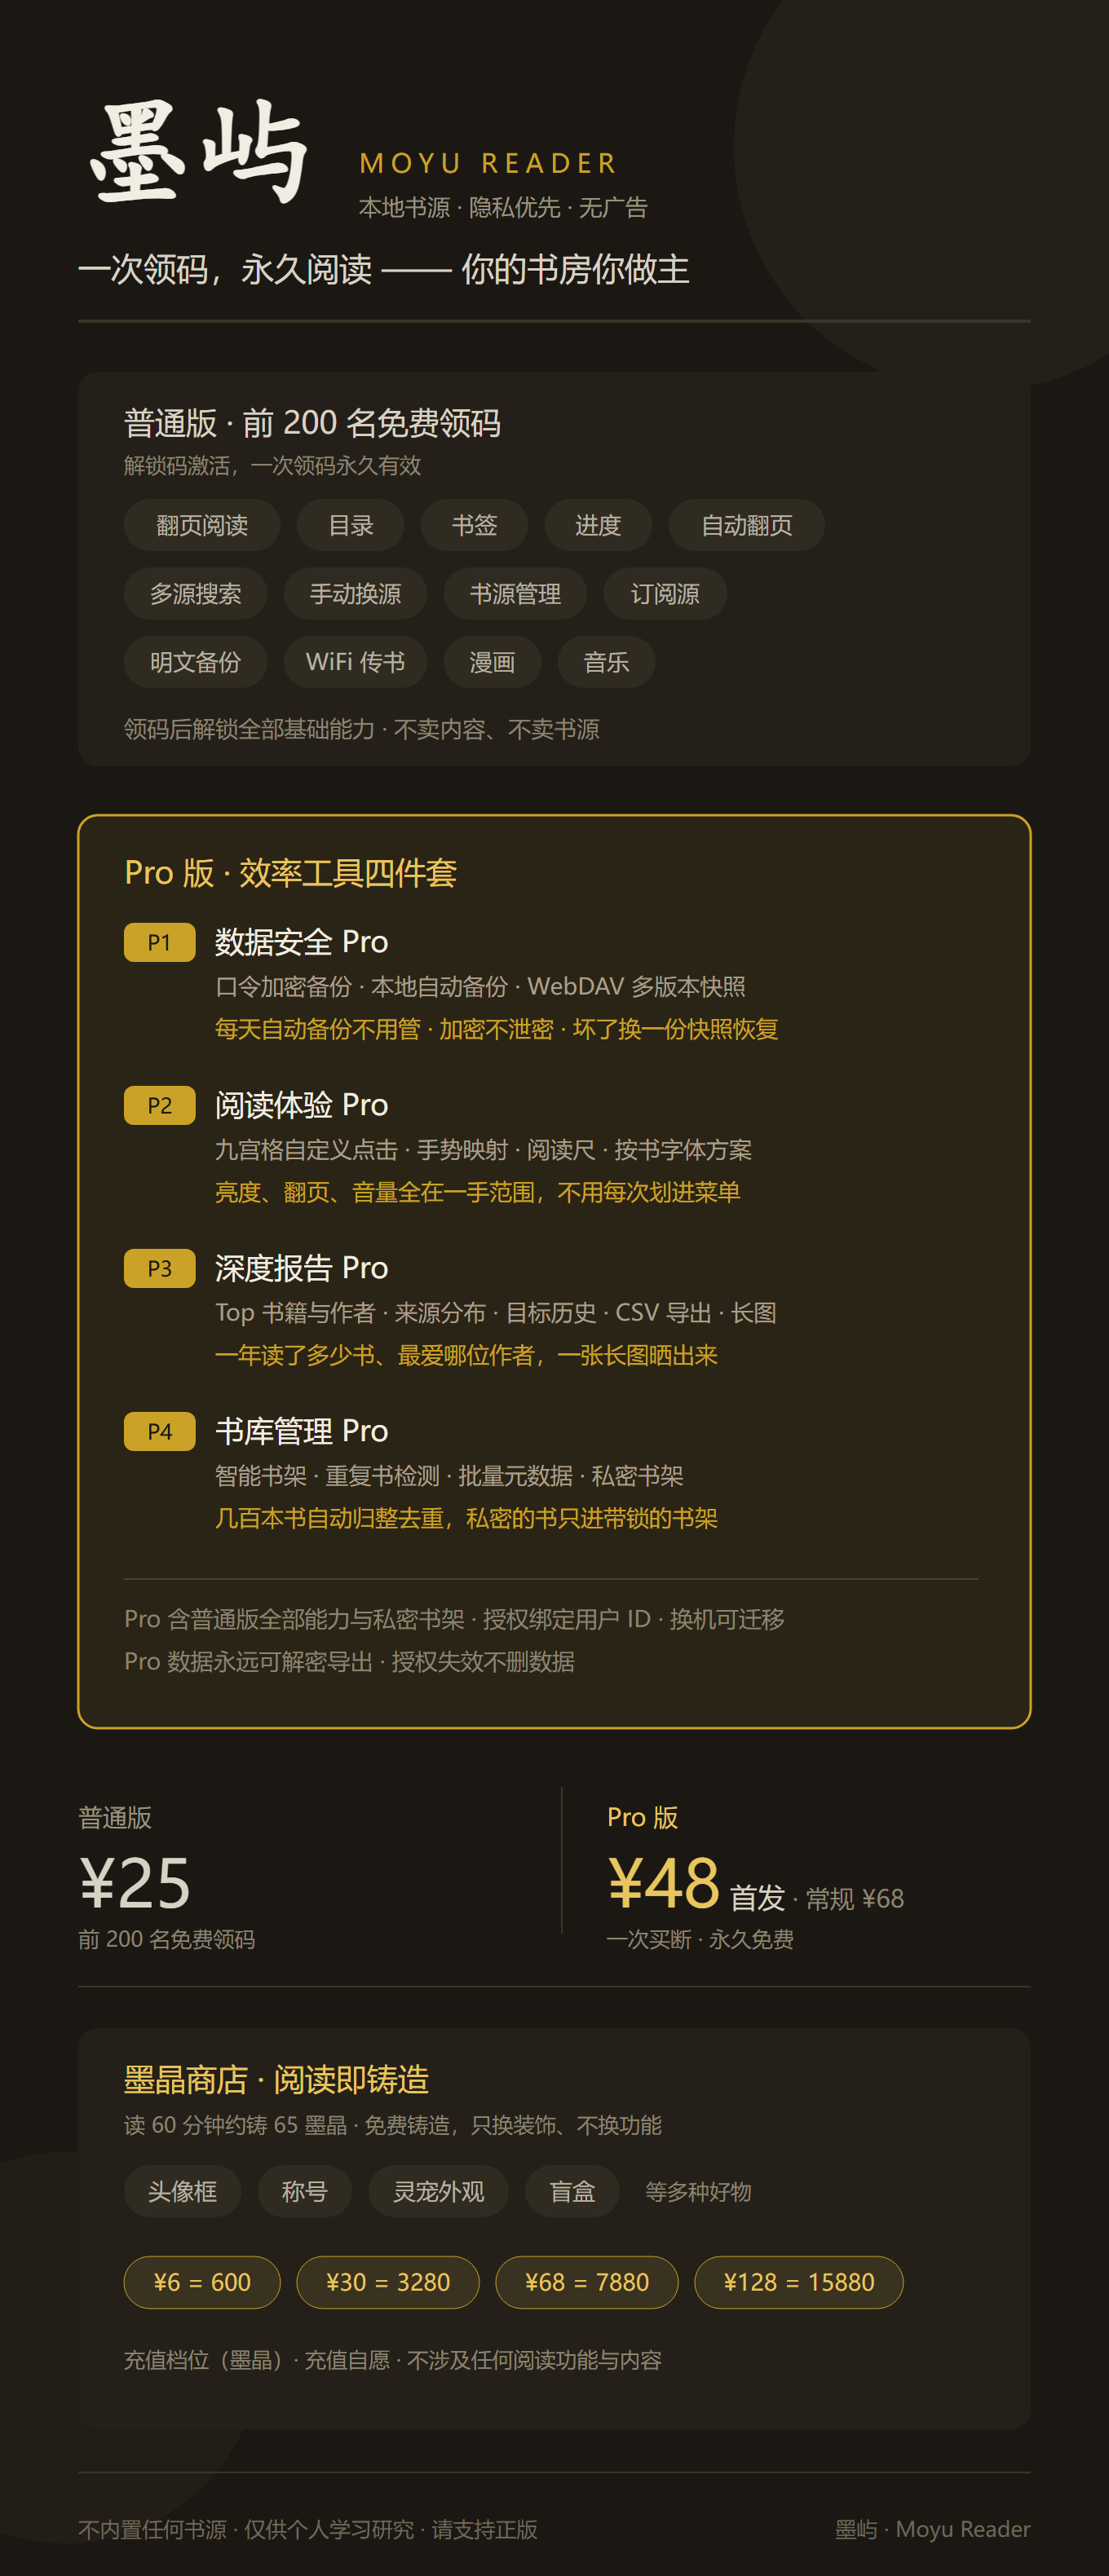 墨屿
MOYU READER
本地书源 · 隐私优先 · 无广告
一次领码，永久阅读 —— 你的书房你做主
普通版 · 前 200 名免费领码
解锁码激活，一次领码永久有效
翻页阅读 目录 书签 进度 自动翻页
多源搜索 手动换源 书源管理 订阅源
明文备份 WiFi 传书 漫画 音乐
领码后解锁全部基础能力 · 不卖内容、不卖书源
Pro 版 · 效率工具四件套
P1 数据安全 Pro
口令加密备份 · 本地自动备份 · WebDAV 多版本快照
每天自动备份不用管 · 加密不泄密 · 坏了换一份快照恢复
P2 阅读体验 Pro
九宫格自定义点击 · 手势映射 · 阅读尺 · 按书字体方案
亮度、翻页、音量全在一手范围，不用每次划进菜单
P3 深度报告 Pro
Top 书籍与作者 · 来源分布 · 目标历史 · CSV 导出 · 长图
一年读了多少书、最爱哪位作者，一张长图晒出来
P4 书库管理 Pro
智能书架 · 重复书检测 · 批量元数据 · 私密书架
几百本书自动归整去重，私密的书只进带锁的书架
Pro 含普通版全部能力与私密书架 · 授权绑定用户 ID · 换机可迁移
Pro 数据永远可解密导出 · 授权失效不删数据
普通版
¥25
前 200 名免费领码
Pro 版
¥48 首发 · 常规 ¥68
一次买断 · 永久免费
墨晶商店 · 阅读即铸造
读 60 分钟约铸 65 墨晶 · 免费铸造，只换装饰、不换功能
头像框 称号 灵宠外观 盲盒 等多种好物
¥6 = 600 ¥30 = 3280 ¥68 = 7880 ¥128 = 15880
充值档位（墨晶）· 充值自愿 · 不涉及任何阅读功能与内容
不内置任何书源 · 仅供个人学习研究 · 请支持正版
墨屿 · Moyu Reader